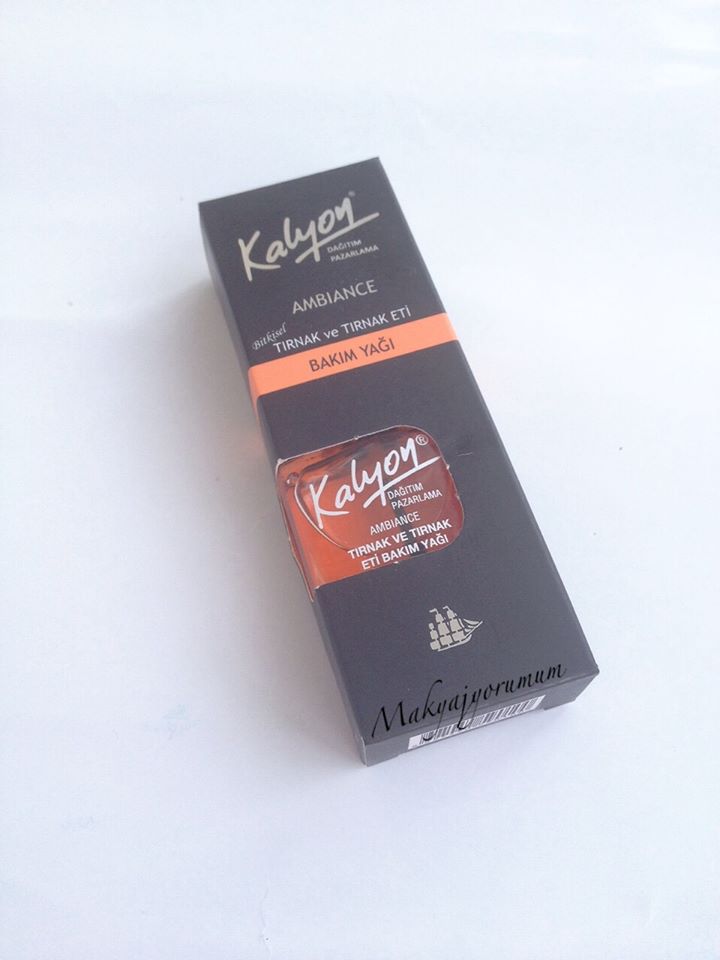 Kalyon®
DAĞITIM
PAZARLAMA
AMBIANCE
Bitkisel
TIRNAK ve TIRNAK ETİ
BAKIM YAĞI
Kalyon®
DAĞITIM
PAZARLAMA
AMBIANCE
TIRNAK VE TIRNAK
ETİ BAKIM YAĞI
Makyajyorumum